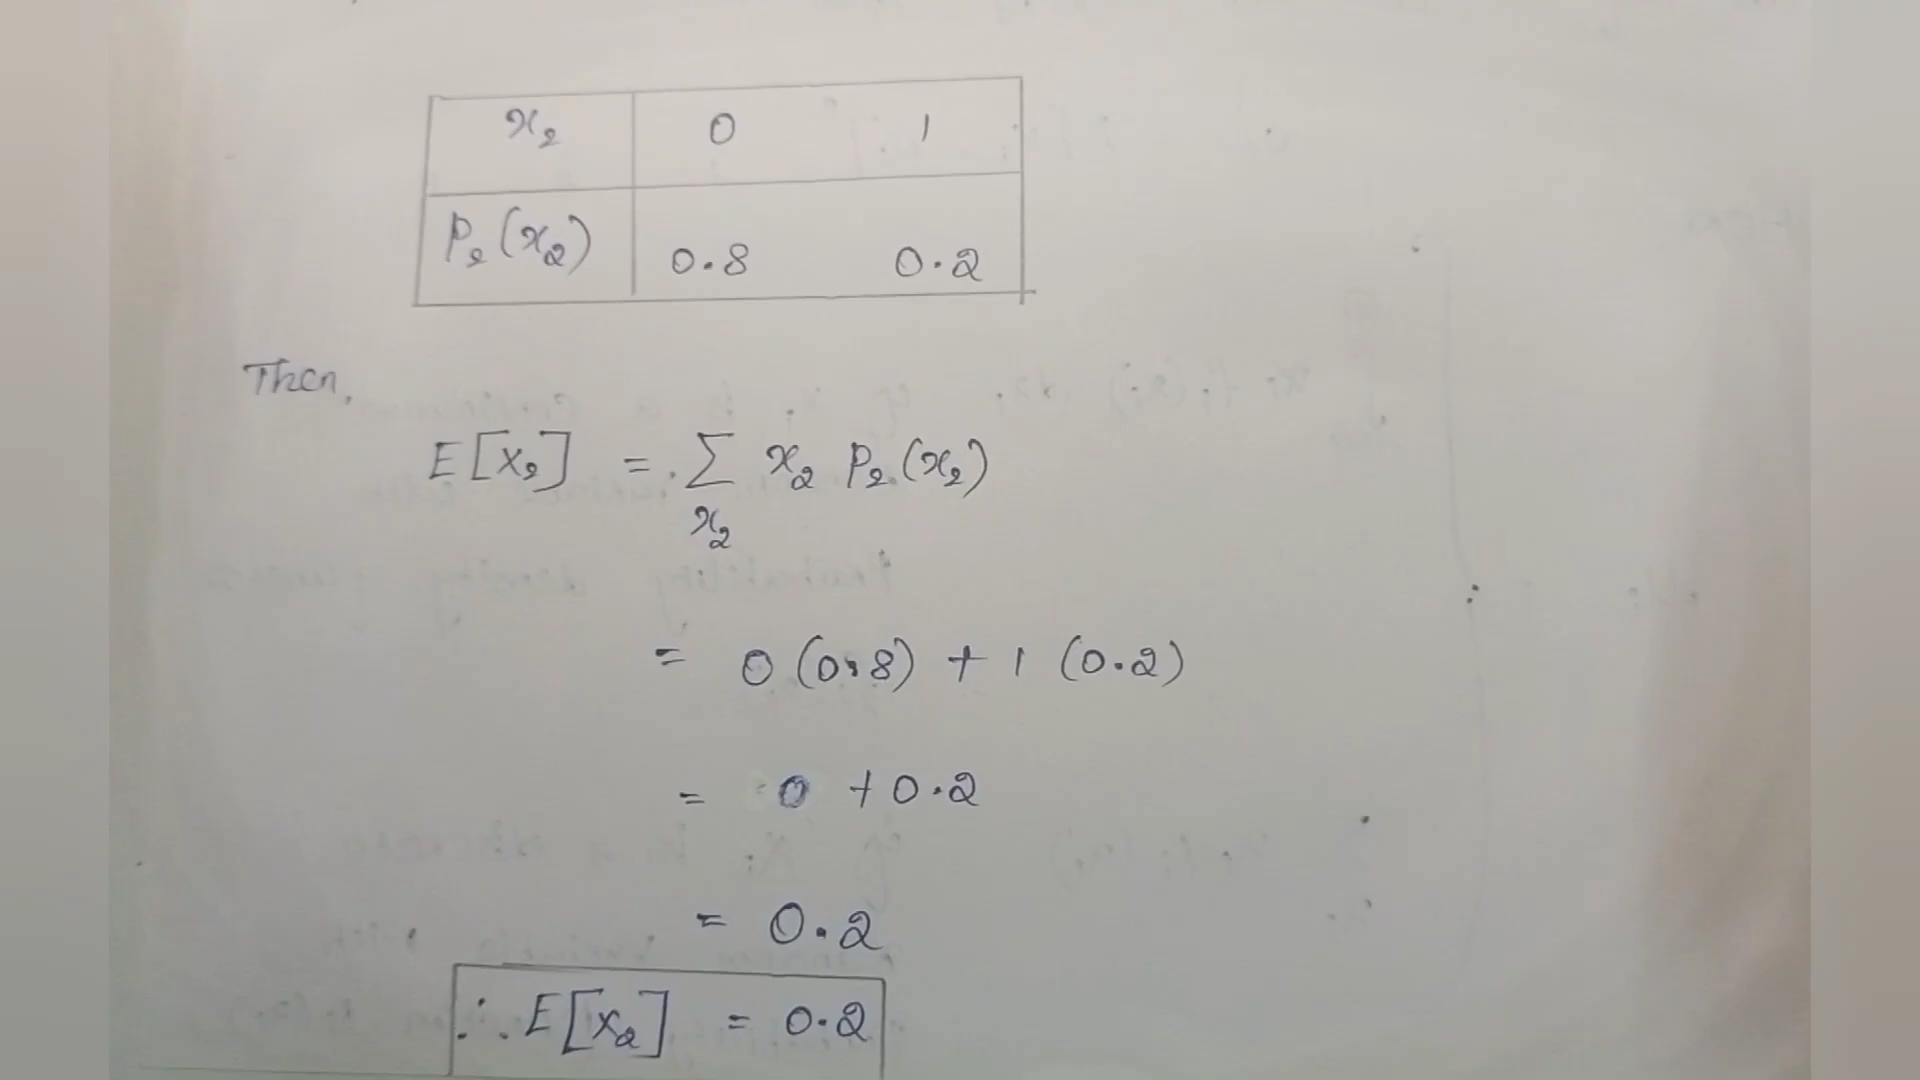 x₂ 0 1
P₂(x₂) 0.8 0.2
Then,
E[X₂] = Σ x₂ P₂(x₂)
x₂
= 0 (0.8) + 1 (0.2)
= 0 + 0.2
= 0.2
∴ E[X₂] = 0.2